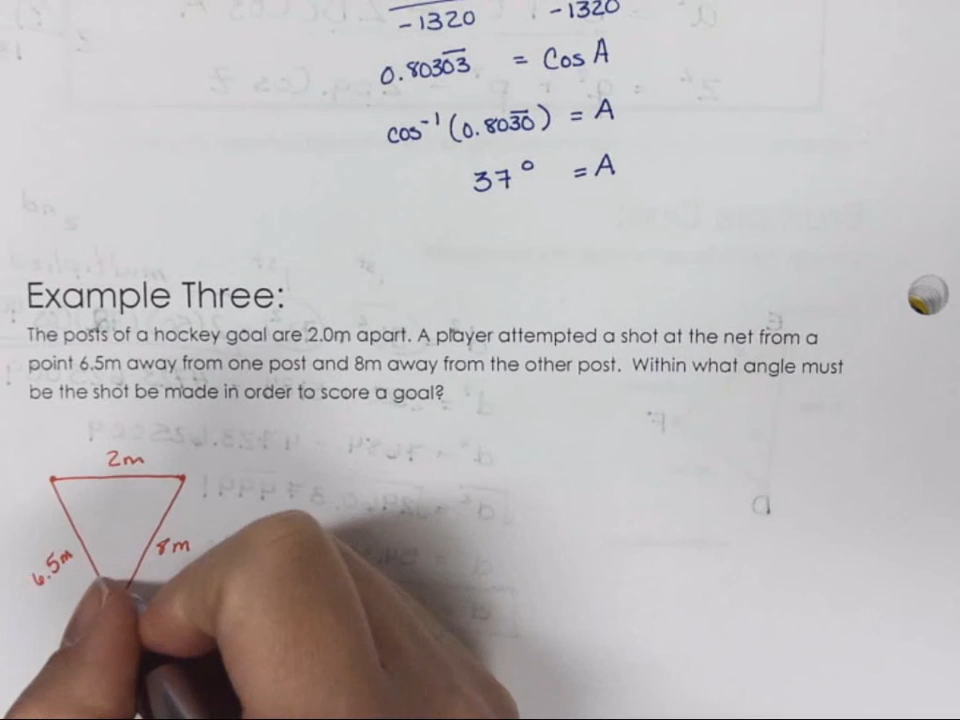 -1320 -1320
0.80303 = Cos A
cos⁻¹(0.8030) = A
37° = A
Example Three:
The posts of a hockey goal are 2.0m apart. A player attempted a shot at the net from a
point 6.5m away from one post and 8m away from the other post. Within what angle must
be the shot be made in order to score a goal?
2m
6.5m 8m